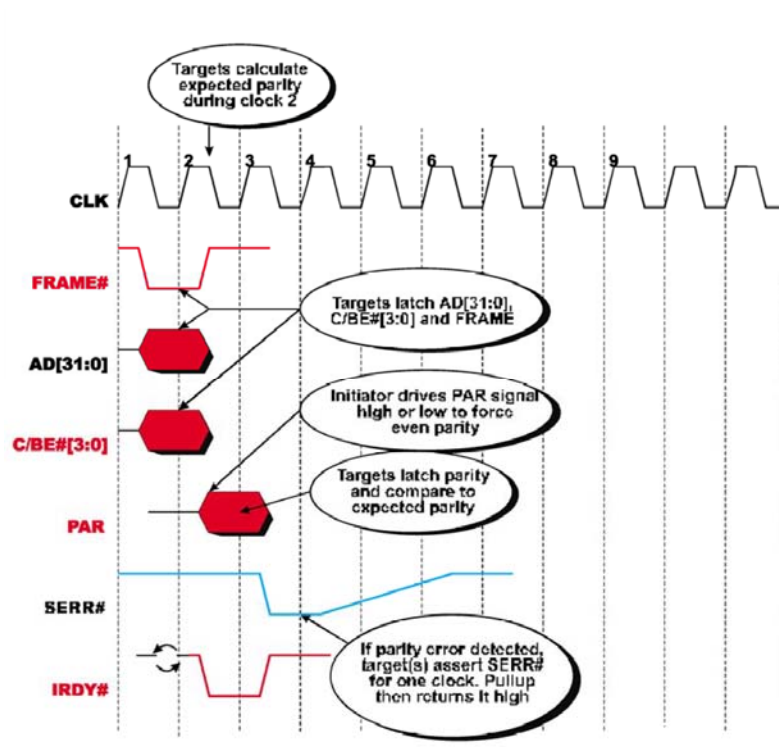 Targets calculate
expected parity
during clock 2
1 2 3 4 5 6 7 8 9
CLK
FRAME#
Targets latch AD[31:0],
C/BE#[3:0] and FRAME
AD[31:0]
Initiator drives PAR signal
high or low to force
even parity
C/BE#[3:0]
Targets latch parity
and compare to
expected parity
PAR
SERR#
If parity error detected,
target(s) assert SERR#
for one clock. Pullup
then returns it high
IRDY#